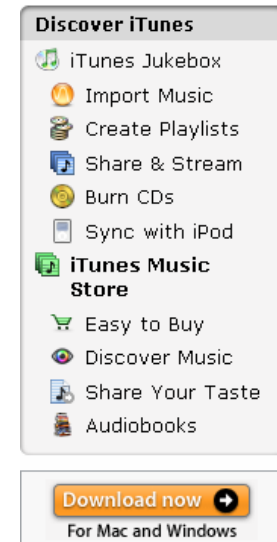 Discover iTunes
iTunes Jukebox
Import Music
Create Playlists
Share & Stream
Burn CDs
Sync with iPod
iTunes Music
Store
Easy to Buy
Discover Music
Share Your Taste
Audiobooks
Download now
For Mac and Windows